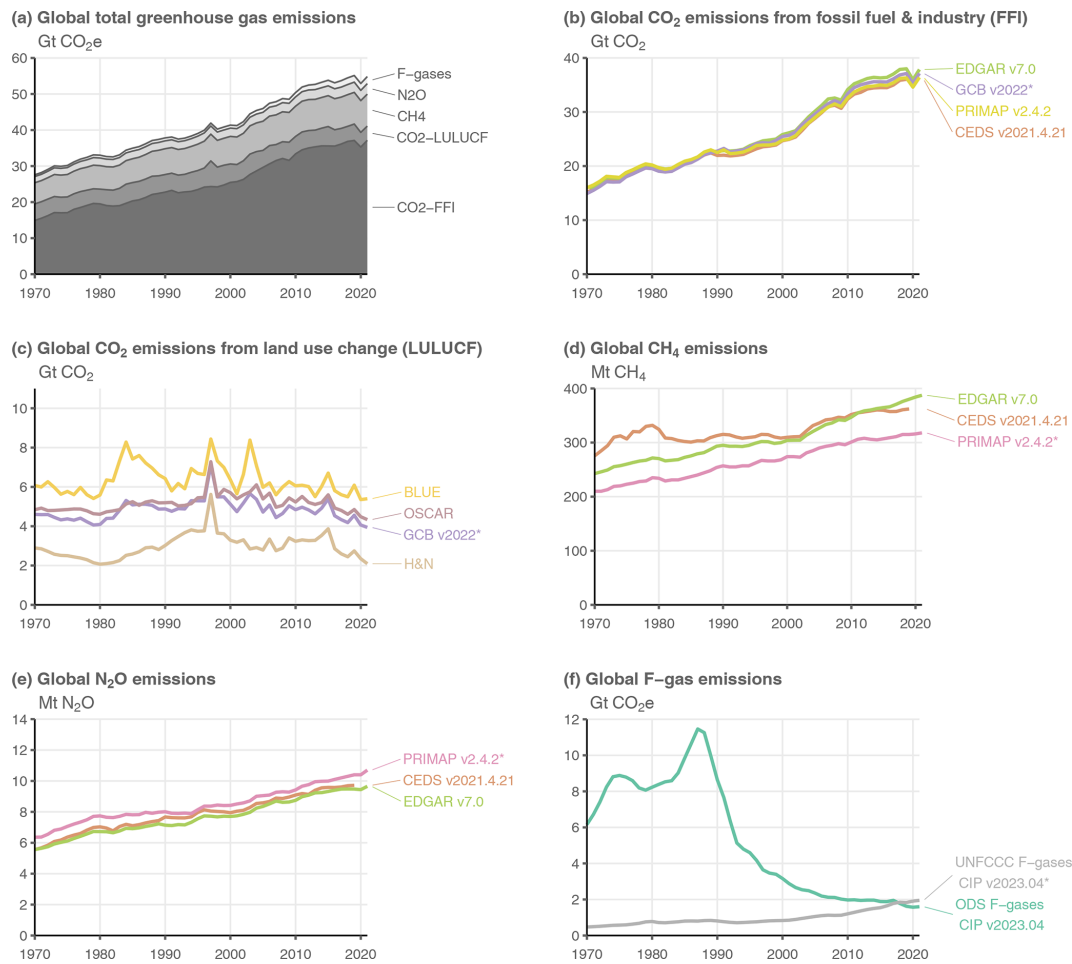 (a) Global total greenhouse gas emissions
Gt CO₂e
60
50
40
30
20
10
0
1970 1980 1990 2000 2010 2020
F−gases
N2O
CH4
CO2−LULUCF
CO2−FFI
(b) Global CO₂ emissions from fossil fuel & industry (FFI)
Gt CO₂
40
30
20
10
0
1970 1980 1990 2000 2010 2020
EDGAR v7.0
GCB v2022*
PRIMAP v2.4.2
CEDS v2021.4.21
(c) Global CO₂ emissions from land use change (LULUCF)
Gt CO₂
10
8
6
4
2
0
1970 1980 1990 2000 2010 2020
BLUE
OSCAR
GCB v2022*
H&N
(d) Global CH₄ emissions
Mt CH₄
400
300
200
100
0
1970 1980 1990 2000 2010 2020
EDGAR v7.0
CEDS v2021.4.21
PRIMAP v2.4.2*
(e) Global N₂O emissions
Mt N₂O
14
12
10
8
6
4
2
0
1970 1980 1990 2000 2010 2020
PRIMAP v2.4.2*
CEDS v2021.4.21
EDGAR v7.0
(f) Global F−gas emissions
Gt CO₂e
12
10
8
6
4
2
0
1970 1980 1990 2000 2010 2020
UNFCCC F−gases
CIP v2023.04*
ODS F−gases
CIP v2023.04